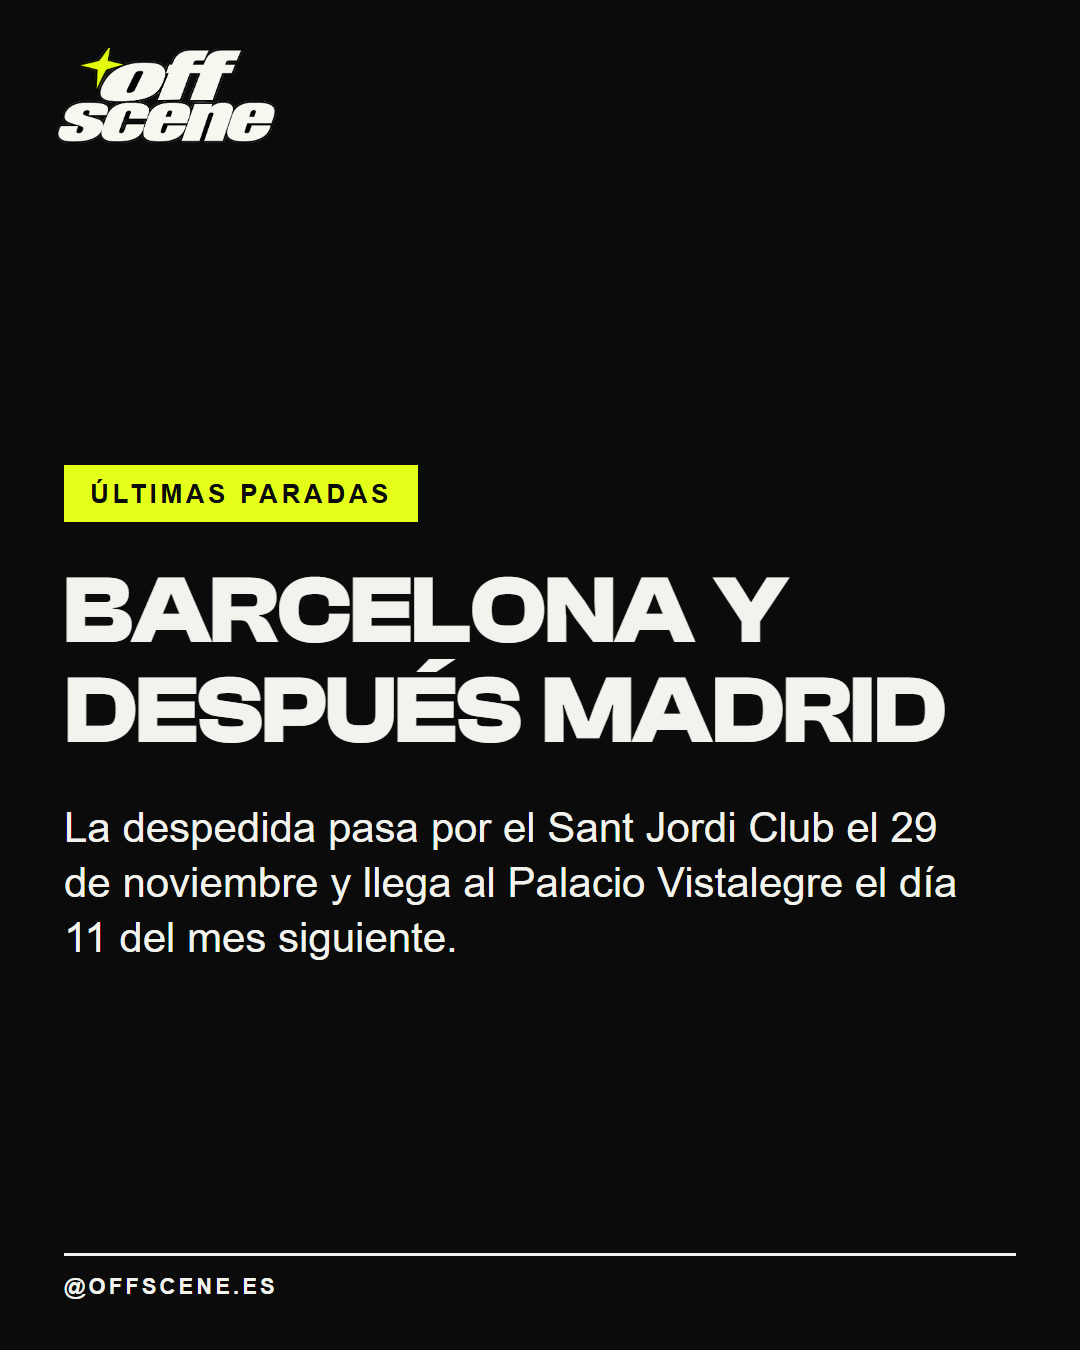 off
scene
ÚLTIMAS PARADAS
BARCELONA Y
DESPUÉS MADRID
La despedida pasa por el Sant Jordi Club el 29
de noviembre y llega al Palacio Vistalegre el día
11 del mes siguiente.
@OFFSCENE.ES